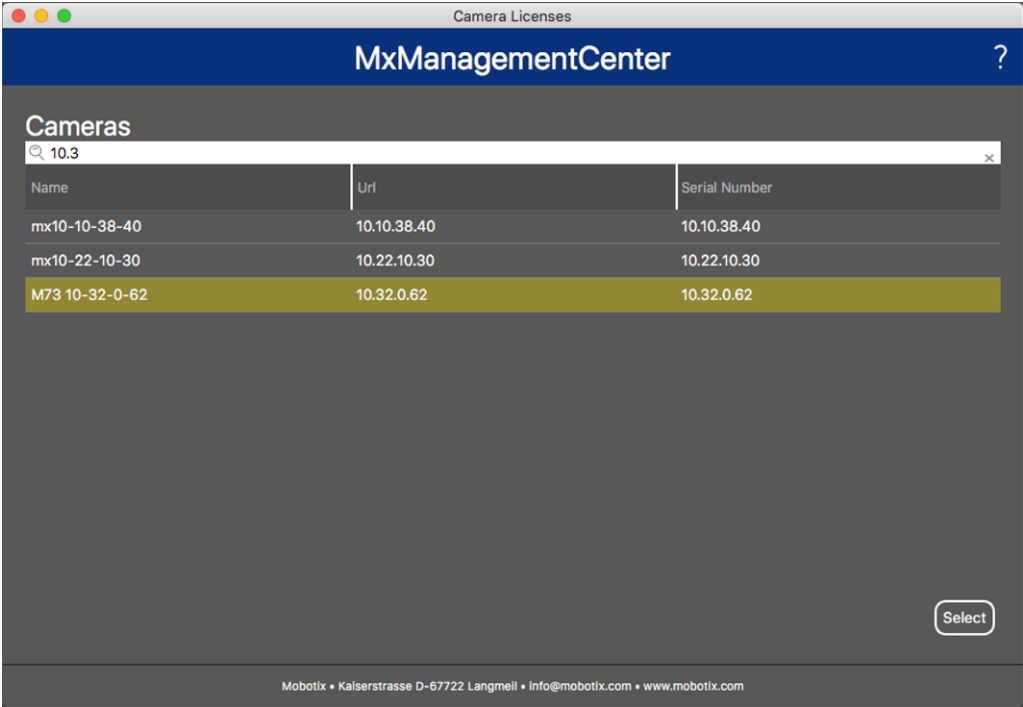 Camera Licenses
MxManagementCenter ?
Cameras
10.3 ×
Name Url Serial Number
mx10-10-38-40 10.10.38.40 10.10.38.40
mx10-22-10-30 10.22.10.30 10.22.10.30
M73 10-32-0-62 10.32.0.62 10.32.0.62
Select
Mobotix • Kaiserstrasse D-67722 Langmeil • info@mobotix.com • www.mobotix.com